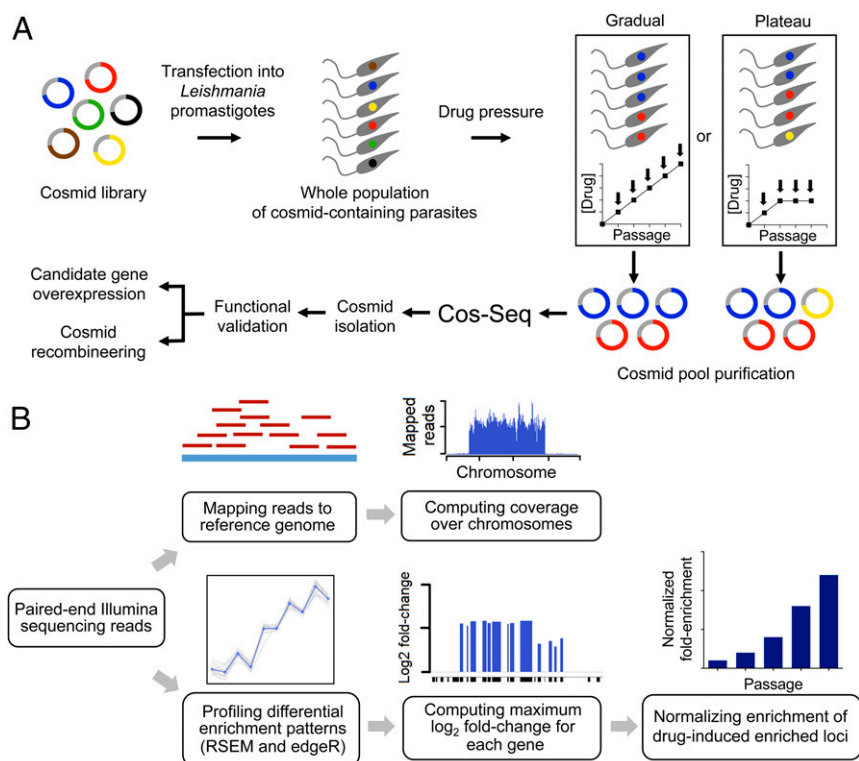 A
Transfection into
Leishmania
promastigotes
Cosmid library
Whole population
of cosmid-containing parasites
Drug pressure
Gradual
Plateau
or
[Drug]
Passage
[Drug]
Passage
Cosmid pool purification
Cos-Seq
Cosmid
isolation
Functional
validation
Candidate gene
overexpression
Cosmid
recombineering
B
Mapped
reads
Chromosome
Mapping reads to
reference genome
Computing coverage
over chromosomes
Paired-end Illumina
sequencing reads
Log2 fold-change
Normalized
fold-enrichment
Passage
Profiling differential
enrichment patterns
(RSEM and edgeR)
Computing maximum
log2 fold-change for
each gene
Normalizing enrichment of
drug-induced enriched loci